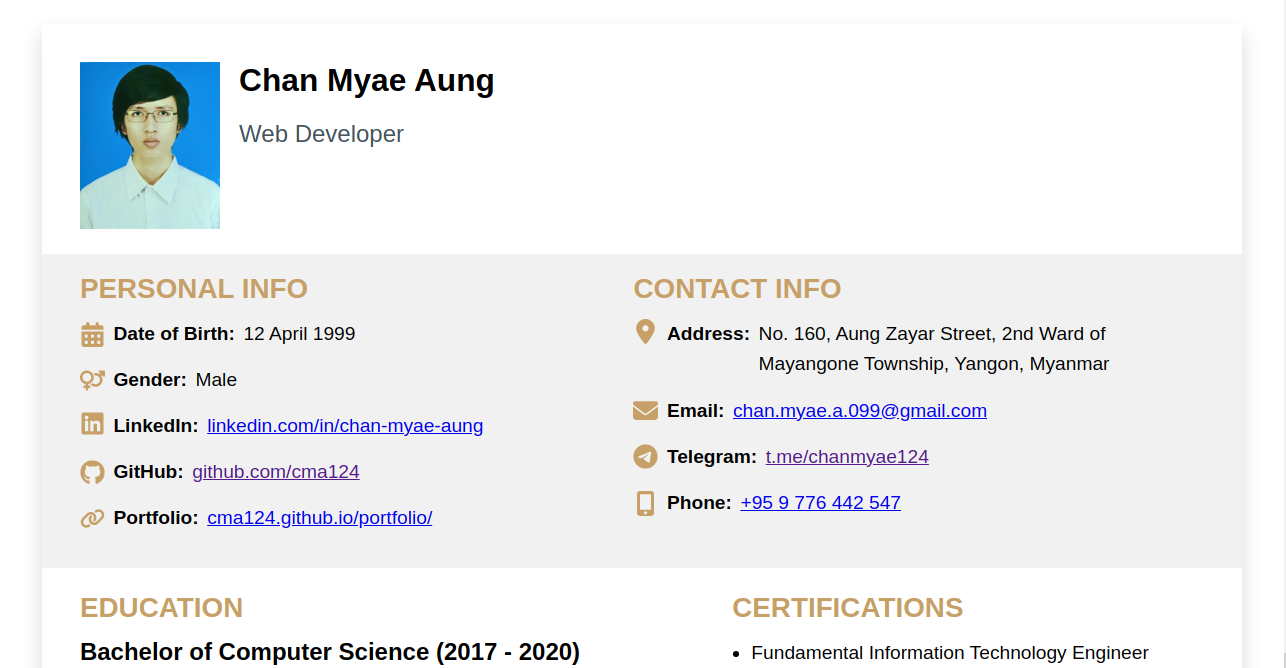 Chan Myae Aung
Web Developer
PERSONAL INFO
Date of Birth: 12 April 1999
Gender: Male
LinkedIn: linkedin.com/in/chan-myae-aung
GitHub: github.com/cma124
Portfolio: cma124.github.io/portfolio/
CONTACT INFO
Address: No. 160, Aung Zayar Street, 2nd Ward of
Mayangone Township, Yangon, Myanmar
Email: chan.myae.a.099@gmail.com
Telegram: t.me/chanmyae124
Phone: +95 9 776 442 547
EDUCATION
Bachelor of Computer Science (2017 - 2020)
CERTIFICATIONS
• Fundamental Information Technology Engineer